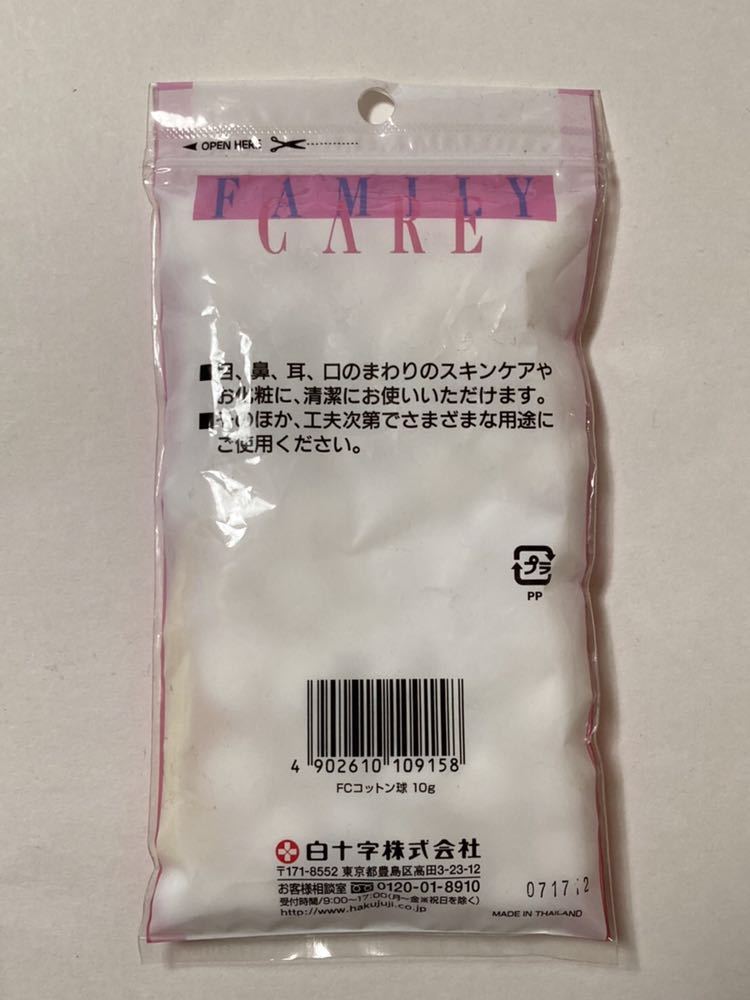 OPEN HERE
FAMILY
CARE
■目、鼻、耳、口のまわりのスキンケアや
お化粧に、清潔にお使いいただけます。
■そのほか、工夫次第でさまざまな用途に
ご使用ください。
プラ
PP
4 902610 109158
FCコットン球 10g
白十字株式会社
〒171-8552 東京都豊島区高田3-23-12
お客様相談室 0120-01-8910
受付時間/9:00~17:00(月~金※祝日を除く)
http://www.hakujuji.co.jp
0717
MADE IN THAILAND